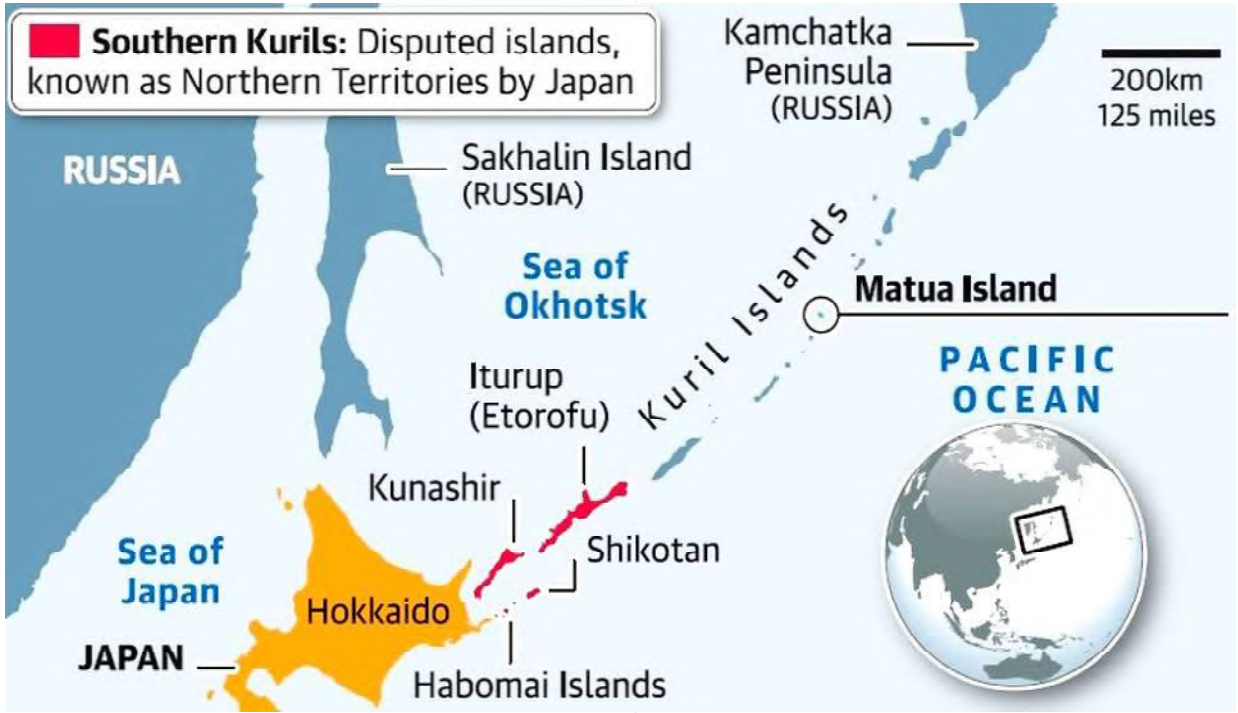 Southern Kurils: Disputed islands,
known as Northern Territories by Japan
Kamchatka
Peninsula
(RUSSIA)
200km
125 miles
RUSSIA
Sakhalin Island
(RUSSIA)
Sea of
Okhotsk
Kuril Islands
Matua Island
PACIFIC
OCEAN
Iturup
(Etorofu)
Kunashir
Shikotan
Sea of
Japan
Hokkaido
JAPAN
Habomai Islands